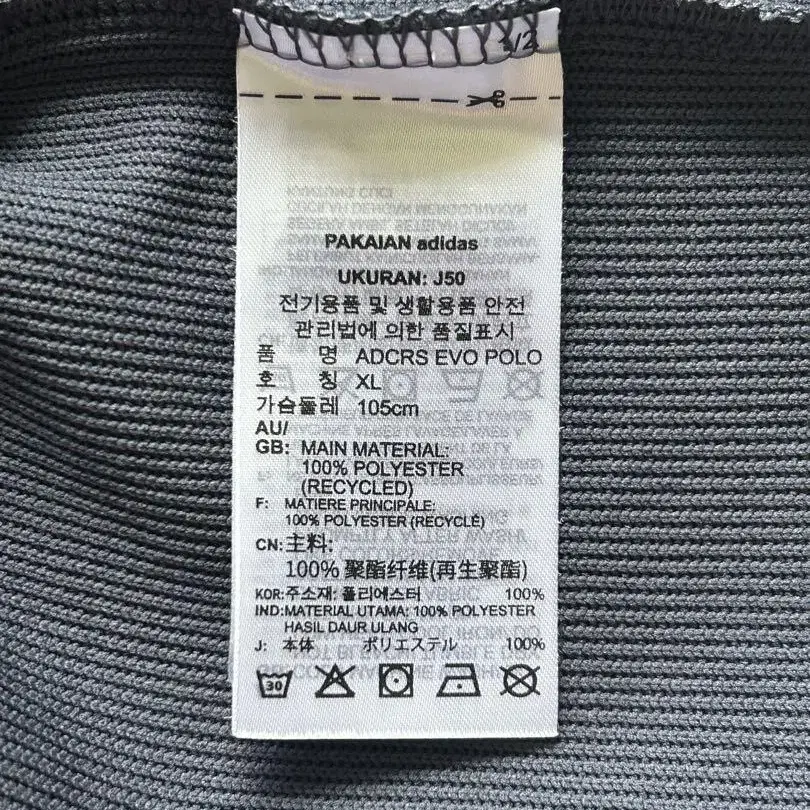 1/2
PAKAIAN adidas
UKURAN: J50
전기용품 및 생활용품 안전
관리법에 의한 품질표시
품 명 ADCRS EVO POLO
호 칭 XL
가슴둘레 105cm
AU/
GB: MAIN MATERIAL:
100% POLYESTER
(RECYCLED)
F: MATIERE PRINCIPALE:
100% POLYESTER (RECYCLÉ)
CN:主料:
100% 聚酯纤维(再生聚酯)
KOR:주소재: 폴리에스터 100%
IND:MATERIAL UTAMA: 100% POLYESTER
HASIL DAUR ULANG
J: 本体 ポリエステル 100%
30